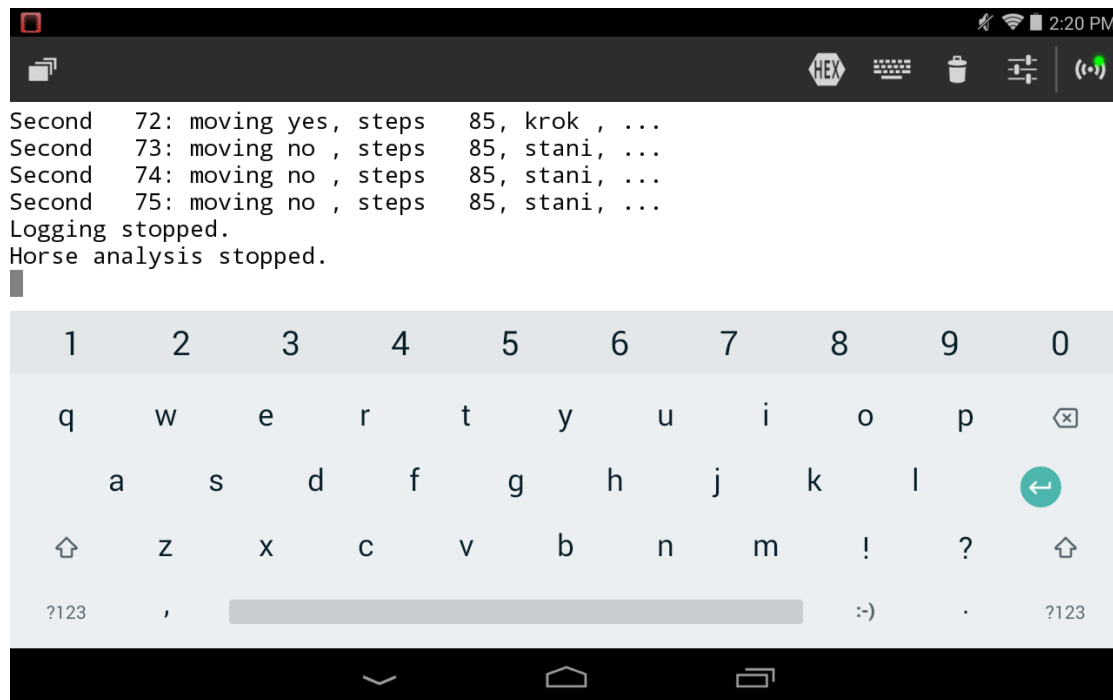 2:20 PM
HEX
Second   72: moving yes, steps   85, krok , ...
Second   73: moving no , steps   85, stani, ...
Second   74: moving no , steps   85, stani, ...
Second   75: moving no , steps   85, stani, ...
Logging stopped.
Horse analysis stopped.
1 2 3 4 5 6 7 8 9 0
q w e r t y u i o p
a s d f g h j k l
z x c v b n m ! ?
?123 , :-) . ?123